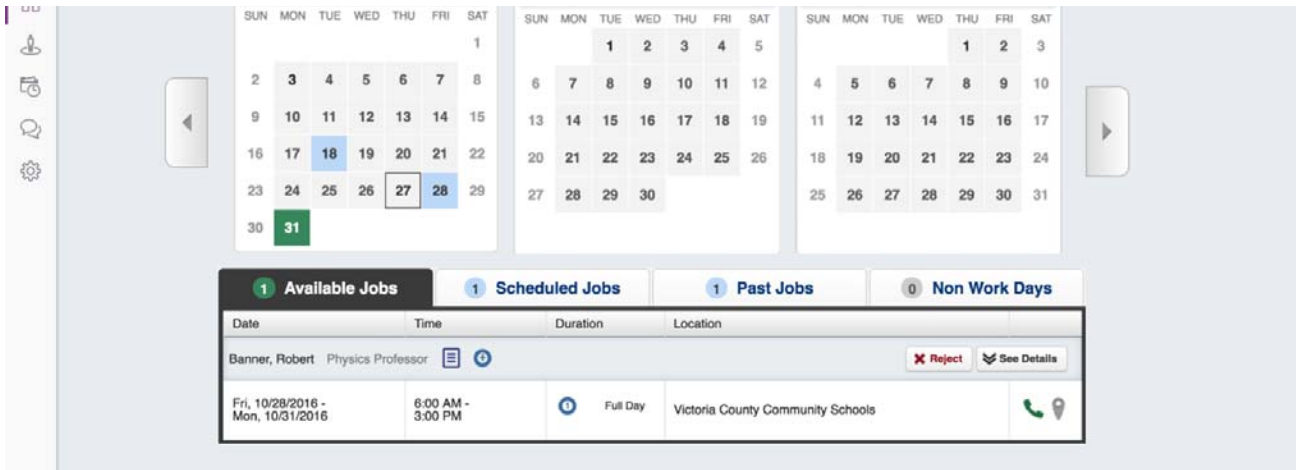 SUN MON TUE WED THU FRI SAT
1
2 3 4 5 6 7 8
9 10 11 12 13 14 15
16 17 18 19 20 21 22
23 24 25 26 27 28 29
30 31
SUN MON TUE WED THU FRI SAT
1 2 3 4 5
6 7 8 9 10 11 12
13 14 15 16 17 18 19
20 21 22 23 24 25 26
27 28 29 30
SUN MON TUE WED THU FRI SAT
1 2 3
4 5 6 7 8 9 10
11 12 13 14 15 16 17
18 19 20 21 22 23 24
25 26 27 28 29 30 31
1 Available Jobs 1 Scheduled Jobs 1 Past Jobs 0 Non Work Days
Date Time Duration Location
Banner, Robert Physics Professor Reject See Details
Fri, 10/28/2016 - 6:00 AM - Full Day Victoria County Community Schools
Mon, 10/31/2016 3:00 PM